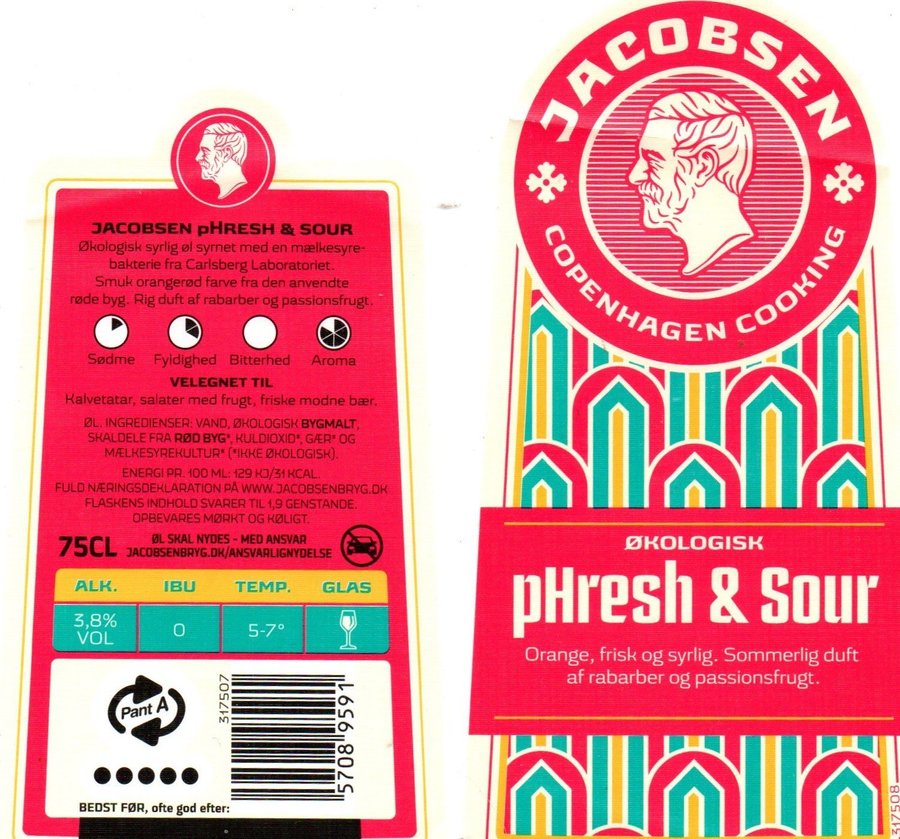 JACOBSEN pHRESH & SOUR
Økologisk syrlig øl syrnet med en mælkesyre-
bakterie fra Carlsberg Laboratoriet.
Smuk orangerød farve fra den anvendte
røde byg. Rig duft af rabarber og passionsfrugt.
Sødme Fyldighed Bitterhed Aroma
VELEGNET TIL
Kalvetatar, salater med frugt, friske modne bær.
ØL. INGREDIENSER: VAND, ØKOLOGISK BYGMALT,
SKALDELE FRA RØD BYG*, KULDIOXID*, GÆR* OG
MÆLKESYREKULTUR* (*IKKE ØKOLOGISK).
ENERGI PR. 100 ML: 129 KJ/31 KCAL.
FULD NÆRINGSDEKLARATION PÅ WWW.JACOBSENBRYG.DK
FLASKENS INDHOLD SVARER TIL 1,9 GENSTANDE.
OPBEVARES MØRKT OG KØLIGT.
75CL
ØL SKAL NYDES - MED ANSVAR
JACOBSENBRYG.DK/ANSVARLIGNYDELSE
ALK. IBU TEMP. GLAS
3,8% VOL 0 5-7°
Pant A
317507
5708 9591
BEDST FØR, ofte god efter:
JACOBSEN
COPENHAGEN COOKING
ØKOLOGISK
pHresh & Sour
Orange, frisk og syrlig. Sommerlig duft
af rabarber og passionsfrugt.
317508